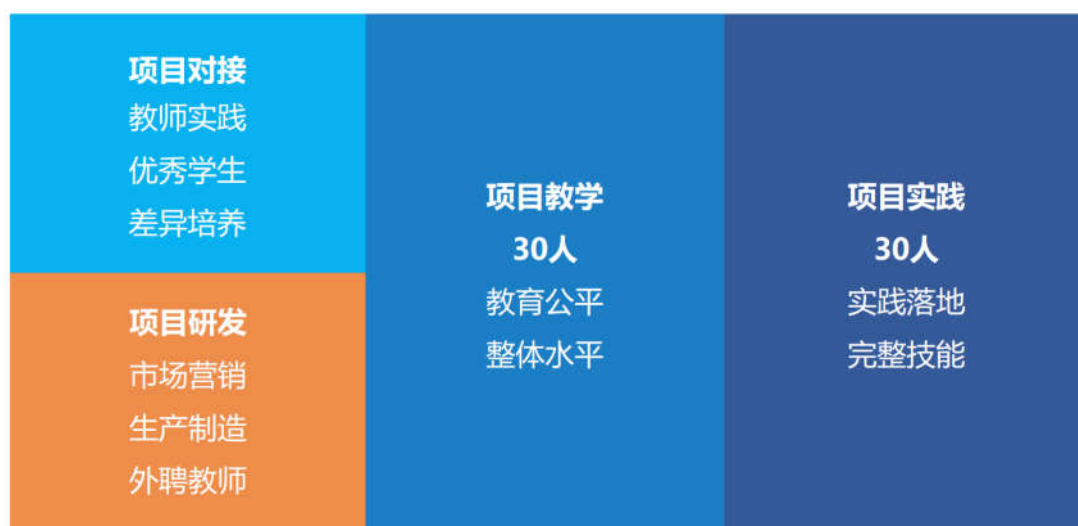 项目对接
教师实践
优秀学生
差异培养
项目研发
市场营销
生产制造
外聘教师
项目教学
30人
教育公平
整体水平
项目实践
30人
实践落地
完整技能